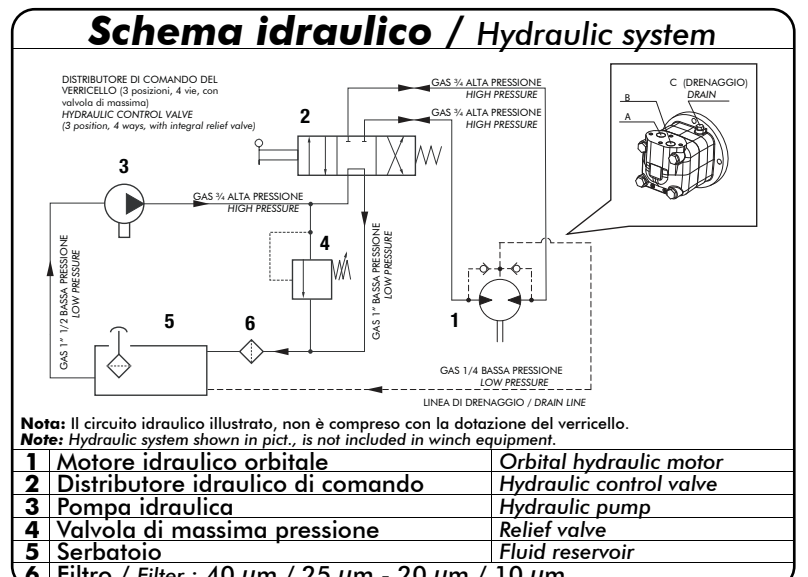 Schema idraulico / Hydraulic system
DISTRIBUTORE DI COMANDO DEL
VERRICELLO (3 posizioni, 4 vie, con
valvola di massima)
HYDRAULIC CONTROL VALVE
(3 position, 4 ways, with integral relief valve)
2
GAS ¾ ALTA PRESSIONE
HIGH PRESSURE
GAS ¾ ALTA PRESSIONE
HIGH PRESSURE
C (DRENAGGIO)
DRAIN
B
A
3
GAS ¾ ALTA PRESSIONE
HIGH PRESSURE
4
GAS 1" 1/2 BASSA PRESSIONE
LOW PRESSURE
GAS 1" BASSA PRESSIONE
LOW PRESSURE
5
6
1
GAS 1/4 BASSA PRESSIONE
LOW PRESSURE
LINEA DI DRENAGGIO / DRAIN LINE
Nota: Il circuito idraulico illustrato, non è compreso con la dotazione del verricello.
Note: Hydraulic system shown in pict., is not included in winch equipment.
1 Motore idraulico orbitale Orbital hydraulic motor
2 Distributore idraulico di comando Hydraulic control valve
3 Pompa idraulica Hydraulic pump
4 Valvola di massima pressione Relief valve
5 Serbatoio Fluid reservoir
6 Filtro / Filter : 40 µm / 25 µm - 20 µm / 10 µm